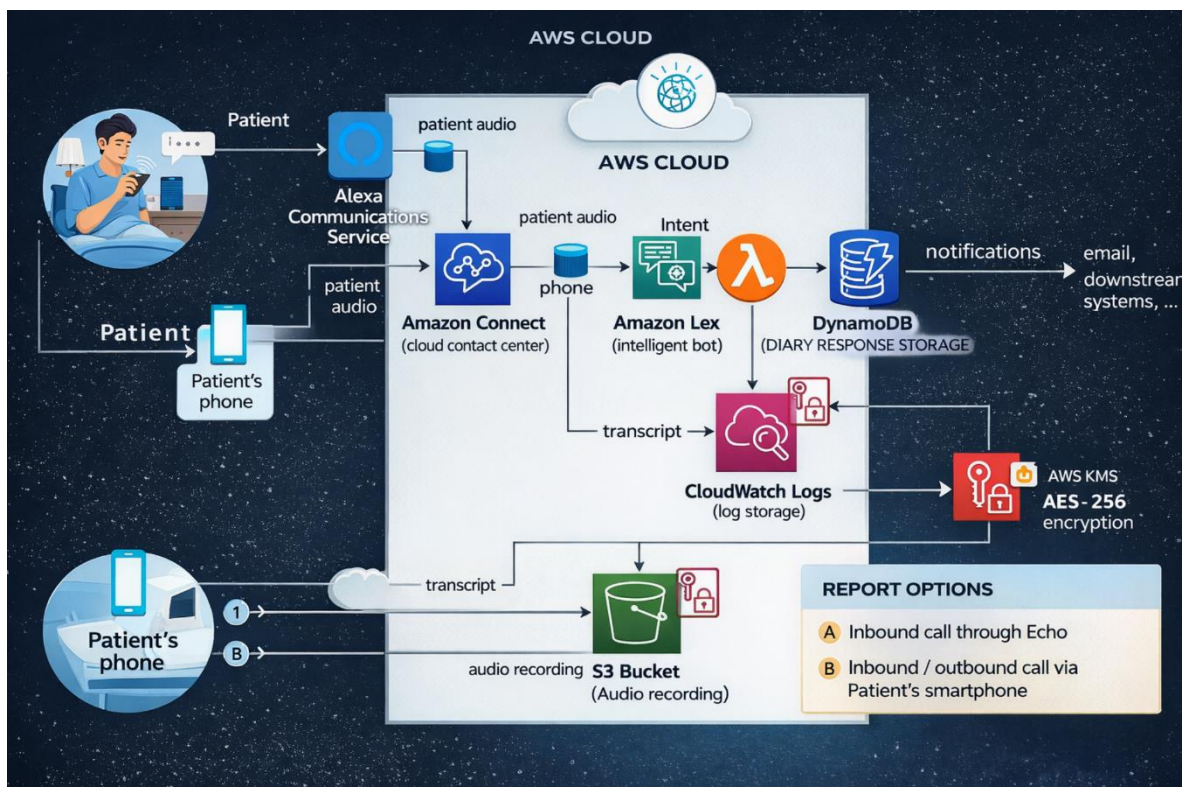 AWS CLOUD
AWS CLOUD
Patient
patient audio
Alexa
Communications
Service
patient audio
phone
Intent
notifications
email,
downstream
systems, ...
patient
audio
Amazon Connect
(cloud contact center)
Amazon Lex
(intelligent bot)
DynamoDB
(DIARY RESPONSE STORAGE
Patient
Patient's
phone
transcript
CloudWatch Logs
(log storage)
AWS KMS
AES-256
encryption
transcript
Patient's
phone
1
B
audio recording
S3 Bucket
(Audio recording)
REPORT OPTIONS
A Inbound call through Echo
B Inbound / outbound call via
Patient's smartphone